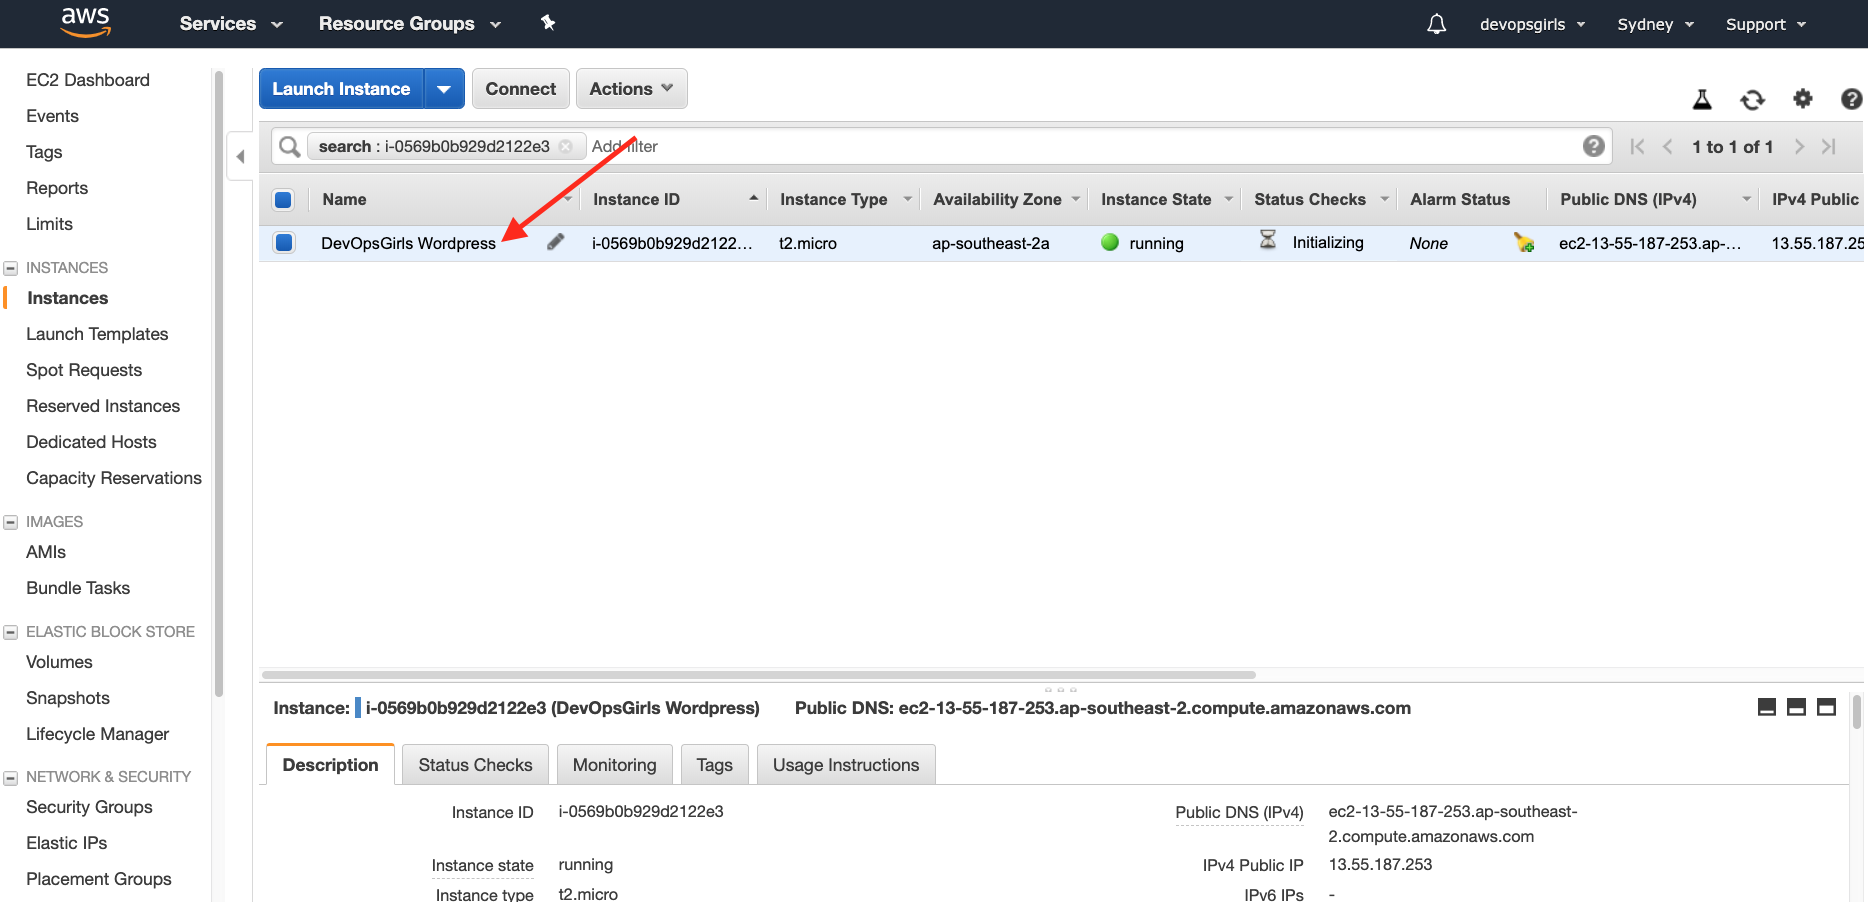 aws Services Resource Groups devopsgirls Sydney Support
EC2 Dashboard
Events
Tags
Reports
Limits
INSTANCES
Instances
Launch Templates
Spot Requests
Reserved Instances
Dedicated Hosts
Capacity Reservations
IMAGES
AMIs
Bundle Tasks
ELASTIC BLOCK STORE
Volumes
Snapshots
Lifecycle Manager
NETWORK & SECURITY
Security Groups
Elastic IPs
Placement Groups
Launch Instance Connect Actions
search : i-0569b0b929d2122e3 Add filter 1 to 1 of 1
Name Instance ID Instance Type Availability Zone Instance State Status Checks Alarm Status Public DNS (IPv4) IPv4 Public
DevOpsGirls Wordpress i-0569b0b929d2122... t2.micro ap-southeast-2a running Initializing None ec2-13-55-187-253.ap-... 13.55.187.25
Instance: i-0569b0b929d2122e3 (DevOpsGirls Wordpress) Public DNS: ec2-13-55-187-253.ap-southeast-2.compute.amazonaws.com
Description Status Checks Monitoring Tags Usage Instructions
Instance ID i-0569b0b929d2122e3 Public DNS (IPv4) ec2-13-55-187-253.ap-southeast-
2.compute.amazonaws.com
Instance state running IPv4 Public IP 13.55.187.253
Instance type t2.micro IPv6 IPs -